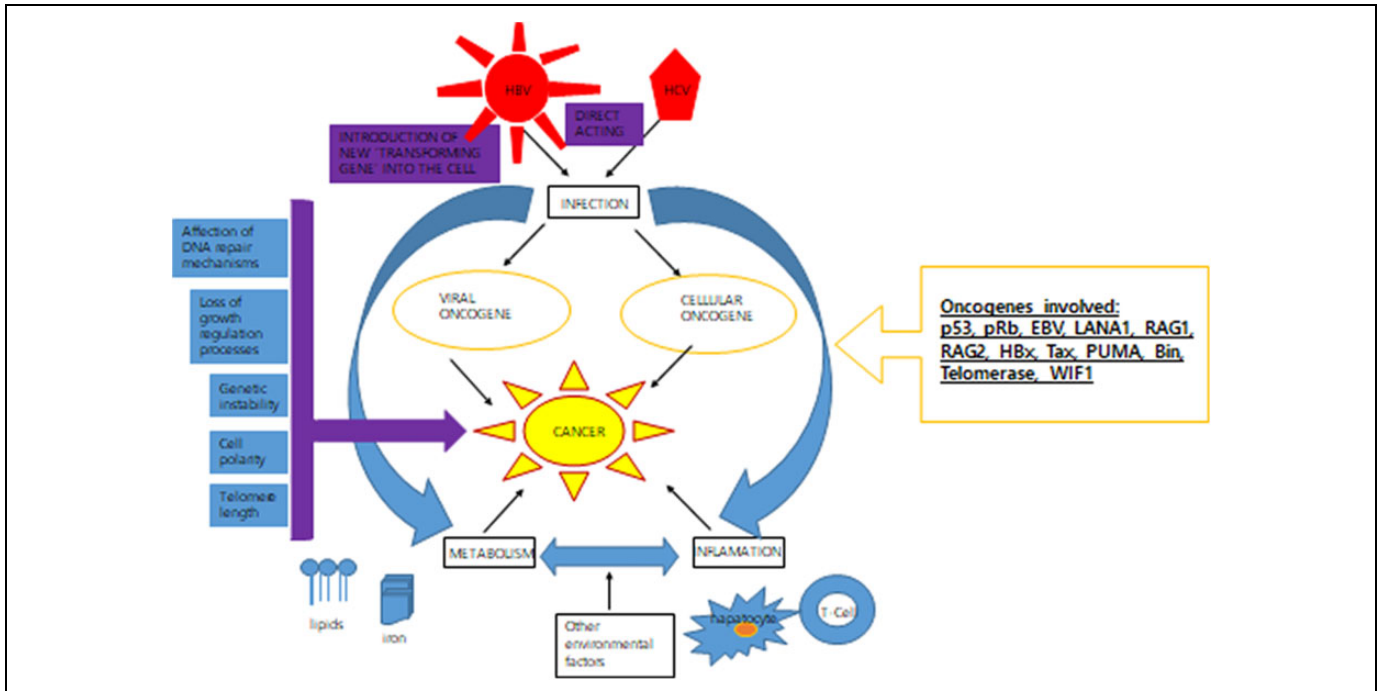 HBV
HCV
DIRECT
ACTING
INTRODUCTION OF
NEW 'TRANSFORMING
GENE' INTO THE CELL
INFECTION
Affection of
DNA repair
mechanisms
Loss of
growth
regulation
processes
Genetic
instability
Cell
polarity
Telomere
length
VIRAL
ONCOGENE
CELLULAR
ONCOGENE
Oncogenes involved:
p53, pRb, EBV, LANA1, RAG1,
RAG2, HBx, Tax, PUMA, Bin,
Telomerase, WIF1
CANCER
METABOLISM
INFLAMATION
lipids
iron
Other
environmental
factors
hapatocyte
T-Cell